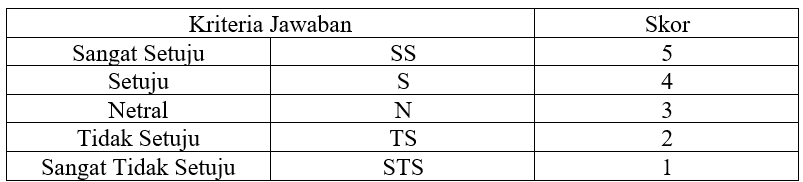 Kriteria Jawaban Skor
Sangat Setuju SS 5
Setuju S 4
Netral N 3
Tidak Setuju TS 2
Sangat Tidak Setuju STS 1